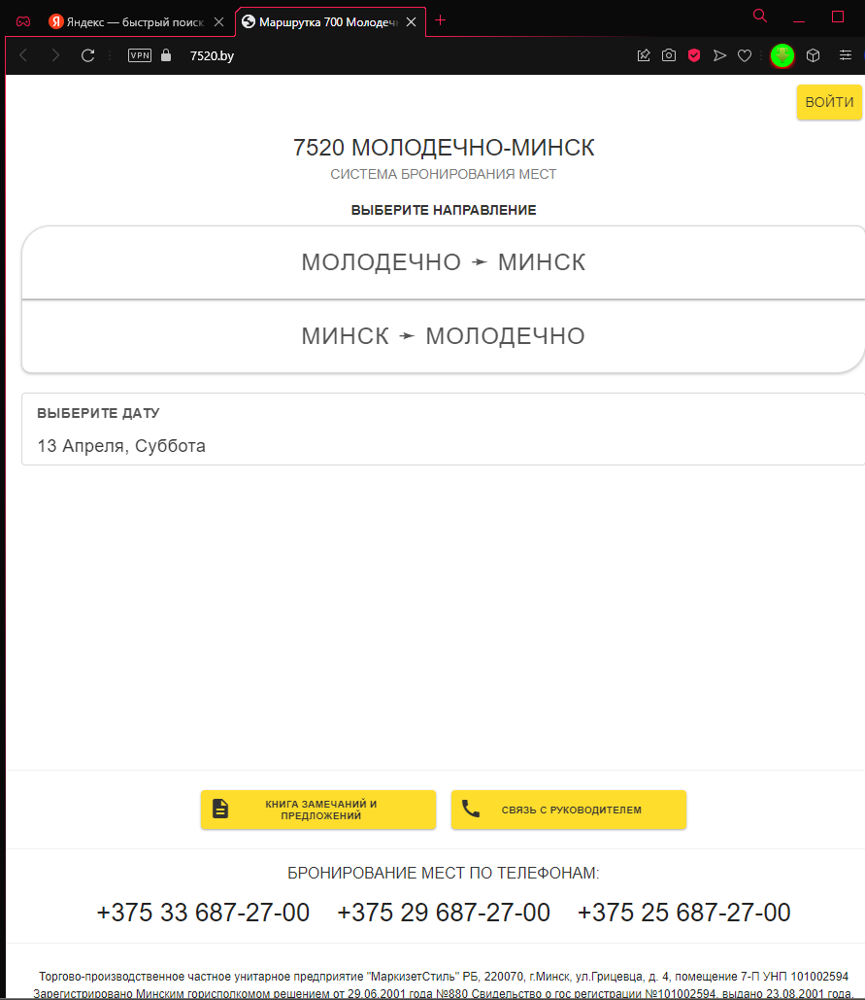 Яндекс — быстрый поиск
Маршрутка 700 Молодеч
VPN
7520.by
ВОЙТИ
7520 МОЛОДЕЧНО-МИНСК
СИСТЕМА БРОНИРОВАНИЯ МЕСТ
ВЫБЕРИТЕ НАПРАВЛЕНИЕ
МОЛОДЕЧНО ➛ МИНСК
МИНСК ➛ МОЛОДЕЧНО
ВЫБЕРИТЕ ДАТУ
13 Апреля, Суббота
КНИГА ЗАМЕЧАНИЙ И
ПРЕДЛОЖЕНИЙ
СВЯЗЬ С РУКОВОДИТЕЛЕМ
БРОНИРОВАНИЕ МЕСТ ПО ТЕЛЕФОНАМ:
+375 33 687-27-00 +375 29 687-27-00 +375 25 687-27-00
Торгово-производственное частное унитарное предприятие "МаркизетСтиль" РБ, 220070, г.Минск, ул.Грицевца, д. 4, помещение 7-П УНП 101002594
Зарегистрировано Минским горисполкомом решением от 29.06.2001 года №880 Свидельство о гос регистрации №101002594, выдано 23.08.2001 года.